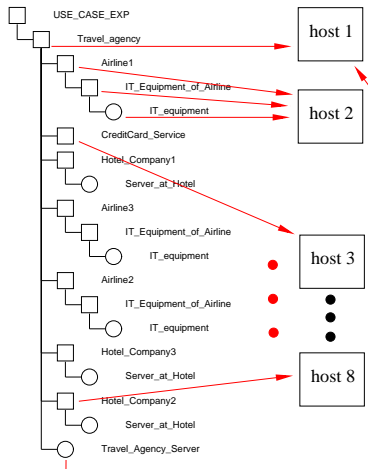 USE_CASE_EXP
Travel_agency
host 1
Airline1
IT_Equipment_of_Airline
IT_equipment
host 2
CreditCard_Service
Hotel_Company1
Server_at_Hotel
Airline3
IT_Equipment_of_Airline
IT_equipment
host 3
Airline2
IT_Equipment_of_Airline
IT_equipment
Hotel_Company3
Server_at_Hotel
host 8
Hotel_Company2
Server_at_Hotel
Travel_Agency_Server